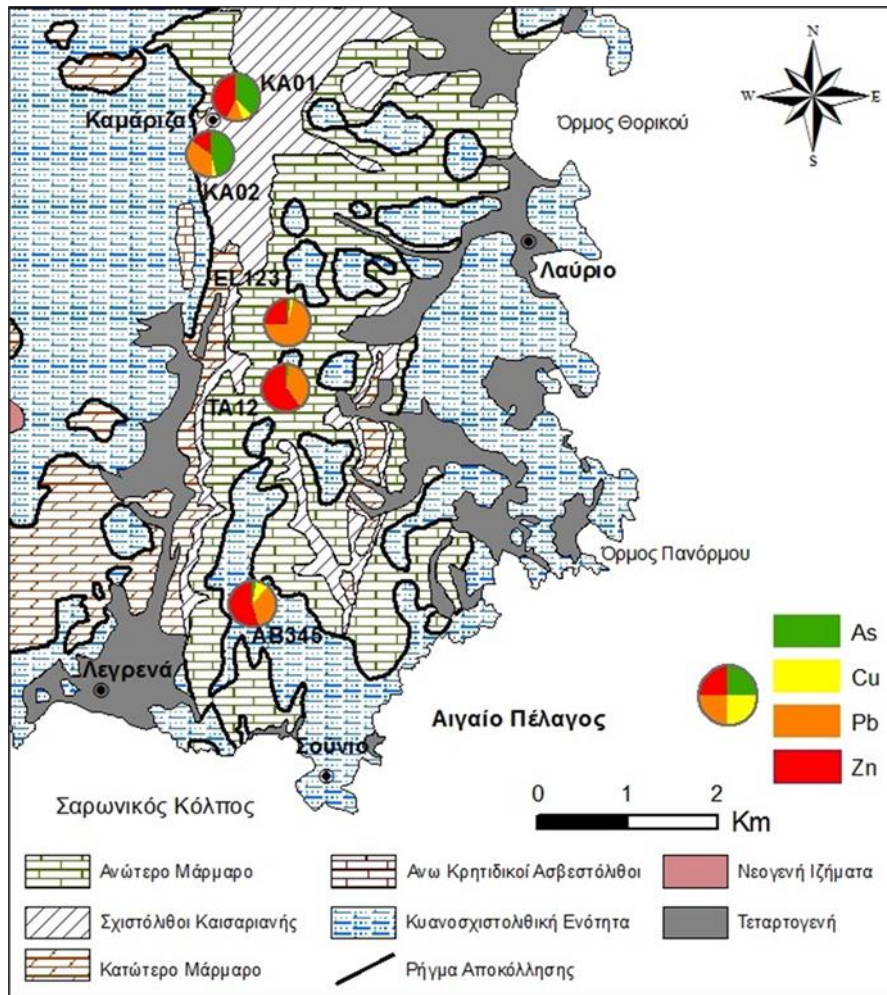 N
W E
S
KA01
Καμάριζα
KA02
Όρμος Θορικού
Λαύριο
EL123
TA12
Όρμος Πανόρμου
AB345
Λεγρενά
Αιγαίο Πέλαγος
Σούνιο
Σαρωνικός Κόλπος
As
Cu
Pb
Zn
0 1 2
Km
Ανώτερο Μάρμαρο
Ανω Κρητιδικοί Ασβεστόλιθοι
Νεογενή Ιζήματα
Σχιστόλιθοι Καισαριανής
Κυανοσχιστολιθική Ενότητα
Τεταρτογενή
Κατώτερο Μάρμαρο
Ρήγμα Αποκόλλησης